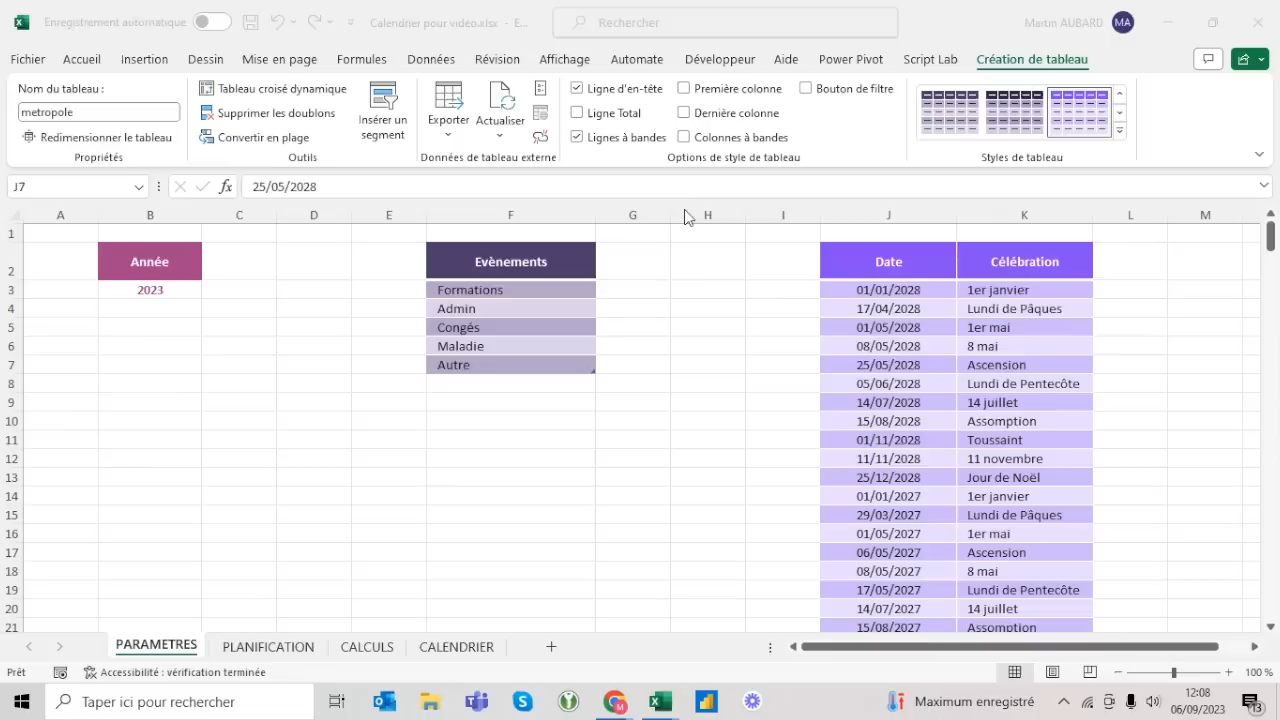 Enregistrement automatique
Calendrier pour vidéo.xlsx - E...
Rechercher
Martin AUBARD
MA
Fichier Accueil Insertion Dessin Mise en page Formules Données Révision Affichage Automate Développeur Aide Power Pivot Script Lab Création de tableau
Nom du tableau :
metropole
Redimensionner le tableau
Propriétés
Tableau croisé dynamique
Supprimer les doublons
Convertir en plage
Insérer un
segment
Outils
Exporter
Actualiser
Données de tableau externe
Ligne d'en-tête Première colonne Bouton de filtre
Ligne Total Dernière colonne
Lignes à bandes Colonnes à bandes
Options de style de tableau
Styles de tableau
J7 fx 25/05/2028
A B C D E F G H I J K L M
1
2 Année Evènements Date Célébration
3 2023 Formations 01/01/2028 1er janvier
4 Admin 17/04/2028 Lundi de Pâques
5 Congés 01/05/2028 1er mai
6 Maladie 08/05/2028 8 mai
7 Autre 25/05/2028 Ascension
8 05/06/2028 Lundi de Pentecôte
9 14/07/2028 14 juillet
10 15/08/2028 Assomption
11 01/11/2028 Toussaint
12 11/11/2028 11 novembre
13 25/12/2028 Jour de Noël
14 01/01/2027 1er janvier
15 29/03/2027 Lundi de Pâques
16 01/05/2027 1er mai
17 06/05/2027 Ascension
18 08/05/2027 8 mai
19 17/05/2027 Lundi de Pentecôte
20 14/07/2027 14 juillet
21 15/08/2027 Assomption
PARAMETRES PLANIFICATION CALCULS CALENDRIER
Prêt Accessibilité : vérification terminée 100 %
Taper ici pour rechercher
Maximum enregistré
12:08
06/09/2023
13